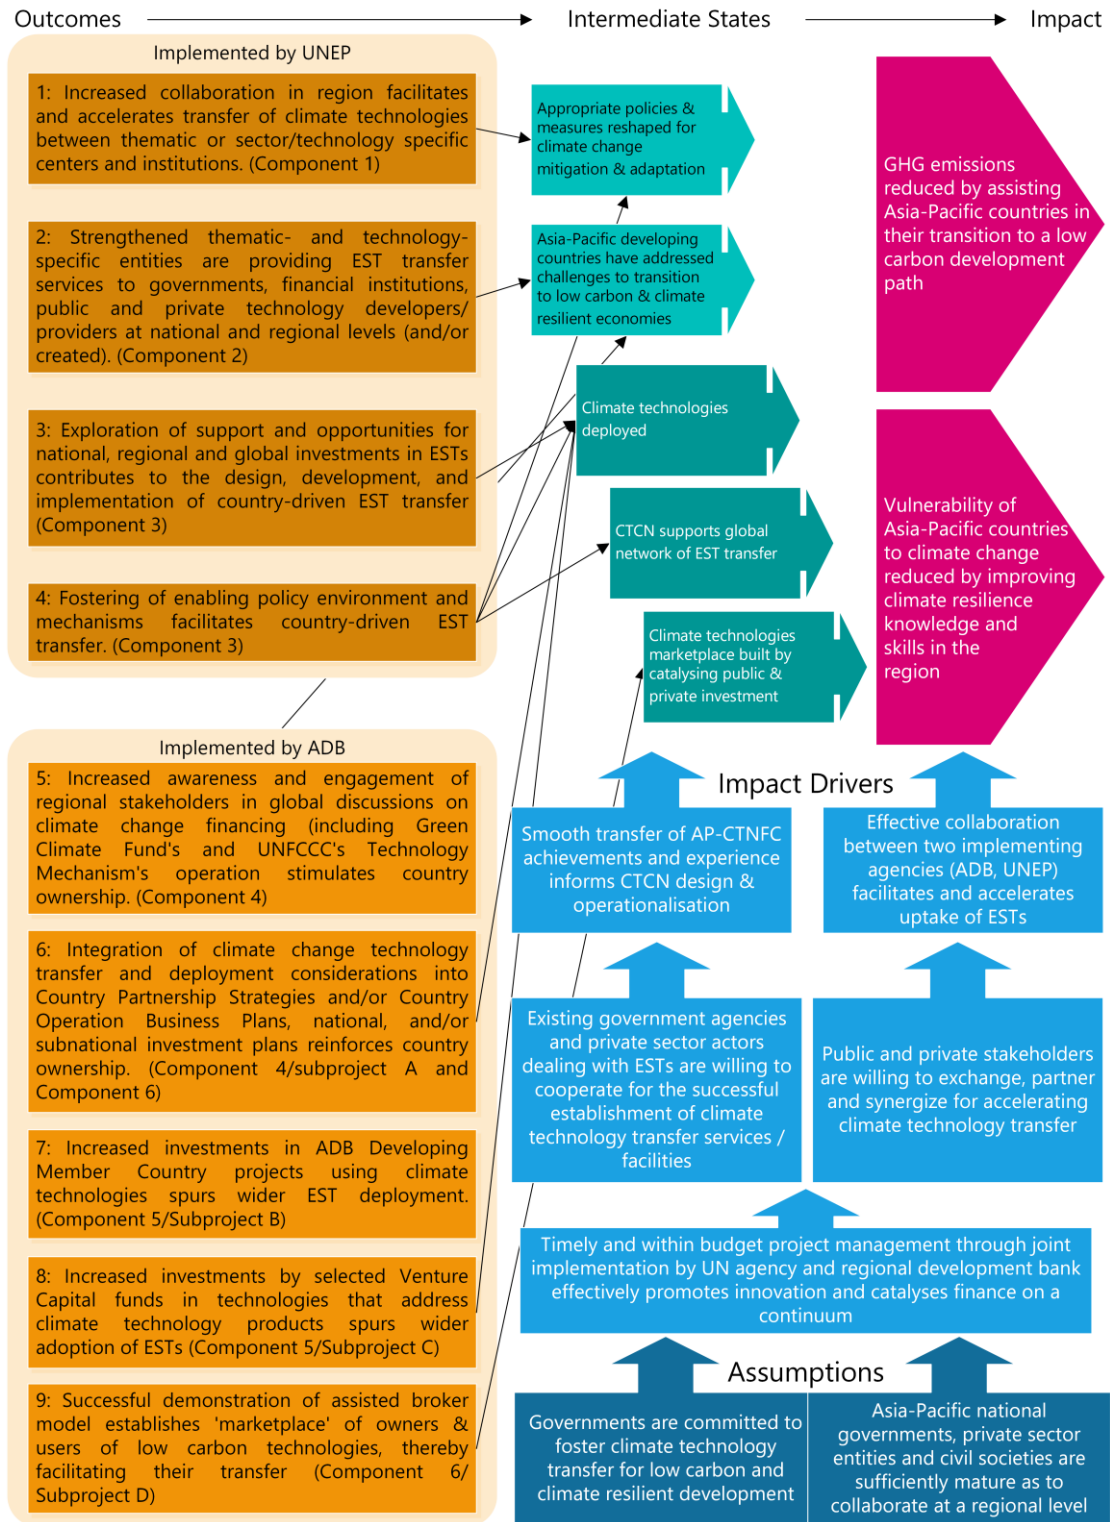 Outcomes
Intermediate States
Impact
Implemented by UNEP
1: Increased collaboration in region facilitates
and accelerates transfer of climate technologies
between thematic or sector/technology specific
centers and institutions. (Component 1)
2: Strengthened thematic- and technology-
specific entities are providing EST transfer
services to governments, financial institutions,
public and private technology developers/
providers at national and regional levels (and/or
created). (Component 2)
3: Exploration of support and opportunities for
national, regional and global investments in ESTs
contributes to the design, development, and
implementation of country-driven EST transfer
(Component 3)
4: Fostering of enabling policy environment and
mechanisms facilitates country-driven EST
transfer. (Component 3)
Implemented by ADB
5: Increased awareness and engagement of
regional stakeholders in global discussions on
climate change financing (including Green
Climate Fund's and UNFCCC's Technology
Mechanism's operation stimulates country
ownership. (Component 4)
6: Integration of climate change technology
transfer and deployment considerations into
Country Partnership Strategies and/or Country
Operation Business Plans, national, and/or
subnational investment plans reinforces country
ownership. (Component 4/subproject A and
Component 6)
7: Increased investments in ADB Developing
Member Country projects using climate
technologies spurs wider EST deployment.
(Component 5/Subproject B)
8: Increased investments by selected Venture
Capital funds in technologies that address
climate technology products spurs wider
adoption of ESTs (Component 5/Subproject C)
9: Successful demonstration of assisted broker
model establishes 'marketplace' of owners &
users of low carbon technologies, thereby
facilitating their transfer (Component 6/
Subproject D)
Appropriate policies &
measures reshaped for
climate change
mitigation & adaptation
Asia-Pacific developing
countries have addressed
challenges to transition
to low carbon & climate
resilient economies
Climate technologies
deployed
CTCN supports global
network of EST transfer
Climate technologies
marketplace built by
catalysing public &
private investment
GHG emissions
reduced by assisting
Asia-Pacific countries in
their transition to a low
carbon development
path
Vulnerability of
Asia-Pacific countries
to climate change
reduced by improving
climate resilience
knowledge and
skills in the
region
Impact Drivers
Smooth transfer of AP-CTNFC
achievements and experience
informs CTCN design &
operationalisation
Effective collaboration
between two implementing
agencies (ADB, UNEP)
facilitates and accelerates
uptake of ESTs
Existing government agencies
and private sector actors
dealing with ESTs are willing to
cooperate for the successful
establishment of climate
technology transfer services /
facilities
Public and private stakeholders
are willing to exchange, partner
and synergize for accelerating
climate technology transfer
Timely and within budget project management through joint
implementation by UN agency and regional development bank
effectively promotes innovation and catalyses finance on a
continuum
Assumptions
Governments are committed to
foster climate technology
transfer for low carbon and
climate resilient development
Asia-Pacific national
governments, private sector
entities and civil societies are
sufficiently mature as to
collaborate at a regional level